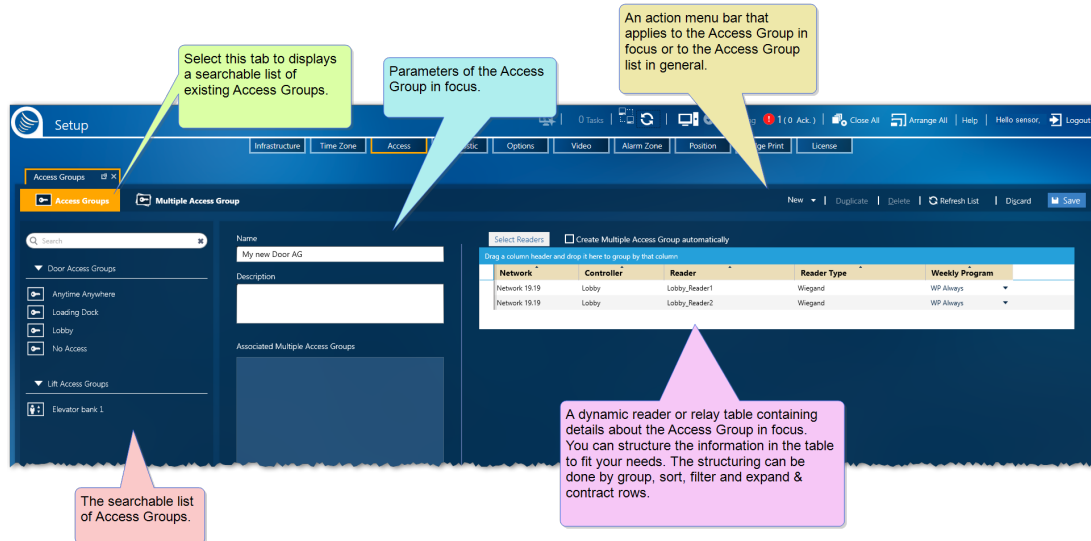 An action menu bar that
applies to the Access Group in
focus or to the Access Group
list in general.
Select this tab to displays
a searchable list of
existing Access Groups.
Parameters of the Access
Group in focus.
Setup
0 Tasks
1 ( 0 Ack. )
Close All
Arrange All
Help
Hello sensor,
Logout
Infrastructure
Time Zone
Access
Options
Video
Alarm Zone
Position
Print
License
Access Groups
Access Groups
Multiple Access Group
New
Duplicate
Delete
Refresh List
Discard
Save
Search
Door Access Groups
Anytime Anywhere
Loading Dock
Lobby
No Access
Lift Access Groups
Elevator bank 1
Name
My new Door AG
Description
Associated Multiple Access Groups
Select Readers
Create Multiple Access Group automatically
Drag a column header and drop it here to group by that column
Network Controller Reader Reader Type Weekly Program
Network 19.19 Lobby Lobby_Reader1 Wiegand WP Always
Network 19.19 Lobby Lobby_Reader2 Wiegand WP Always
A dynamic reader or relay table containing
details about the Access Group in focus.
You can structure the information in the table
to fit your needs. The structuring can be
done by group, sort, filter and expand &
contract rows.
The searchable list
of Access Groups.